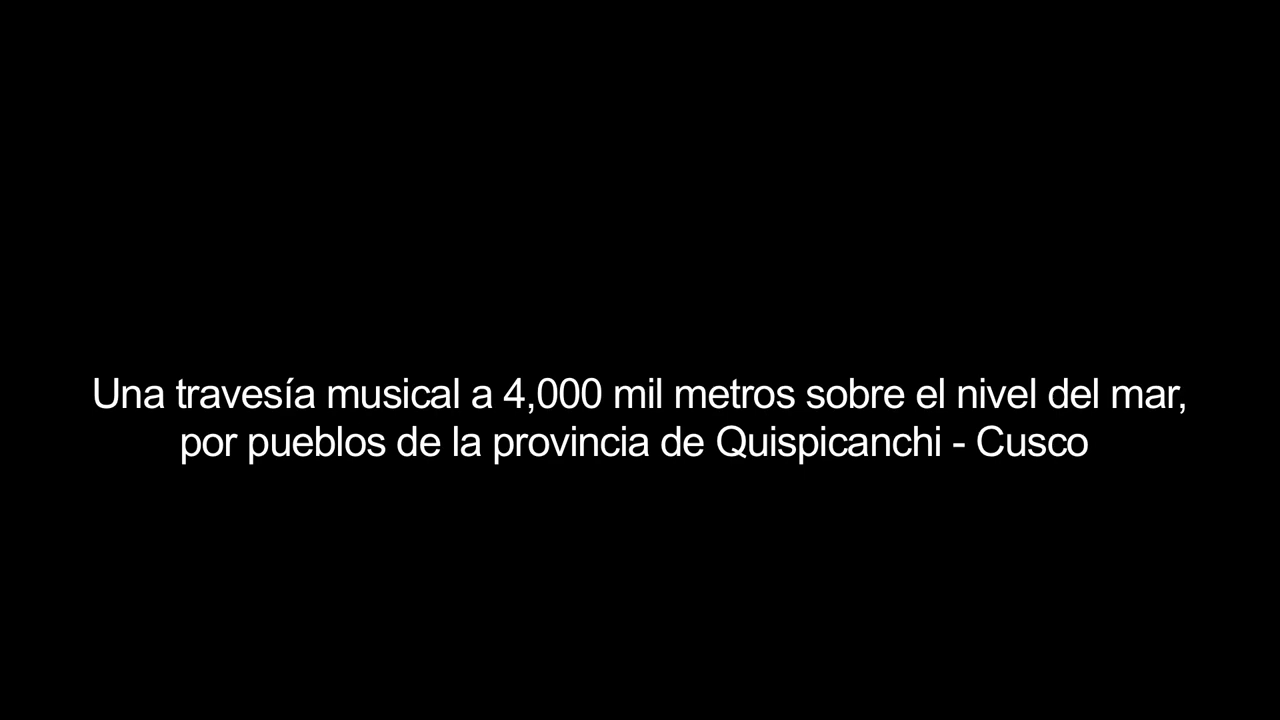 Una travesía musical a 4,000 mil metros sobre el nivel del mar,
por pueblos de la provincia de Quispicanchi - Cusco